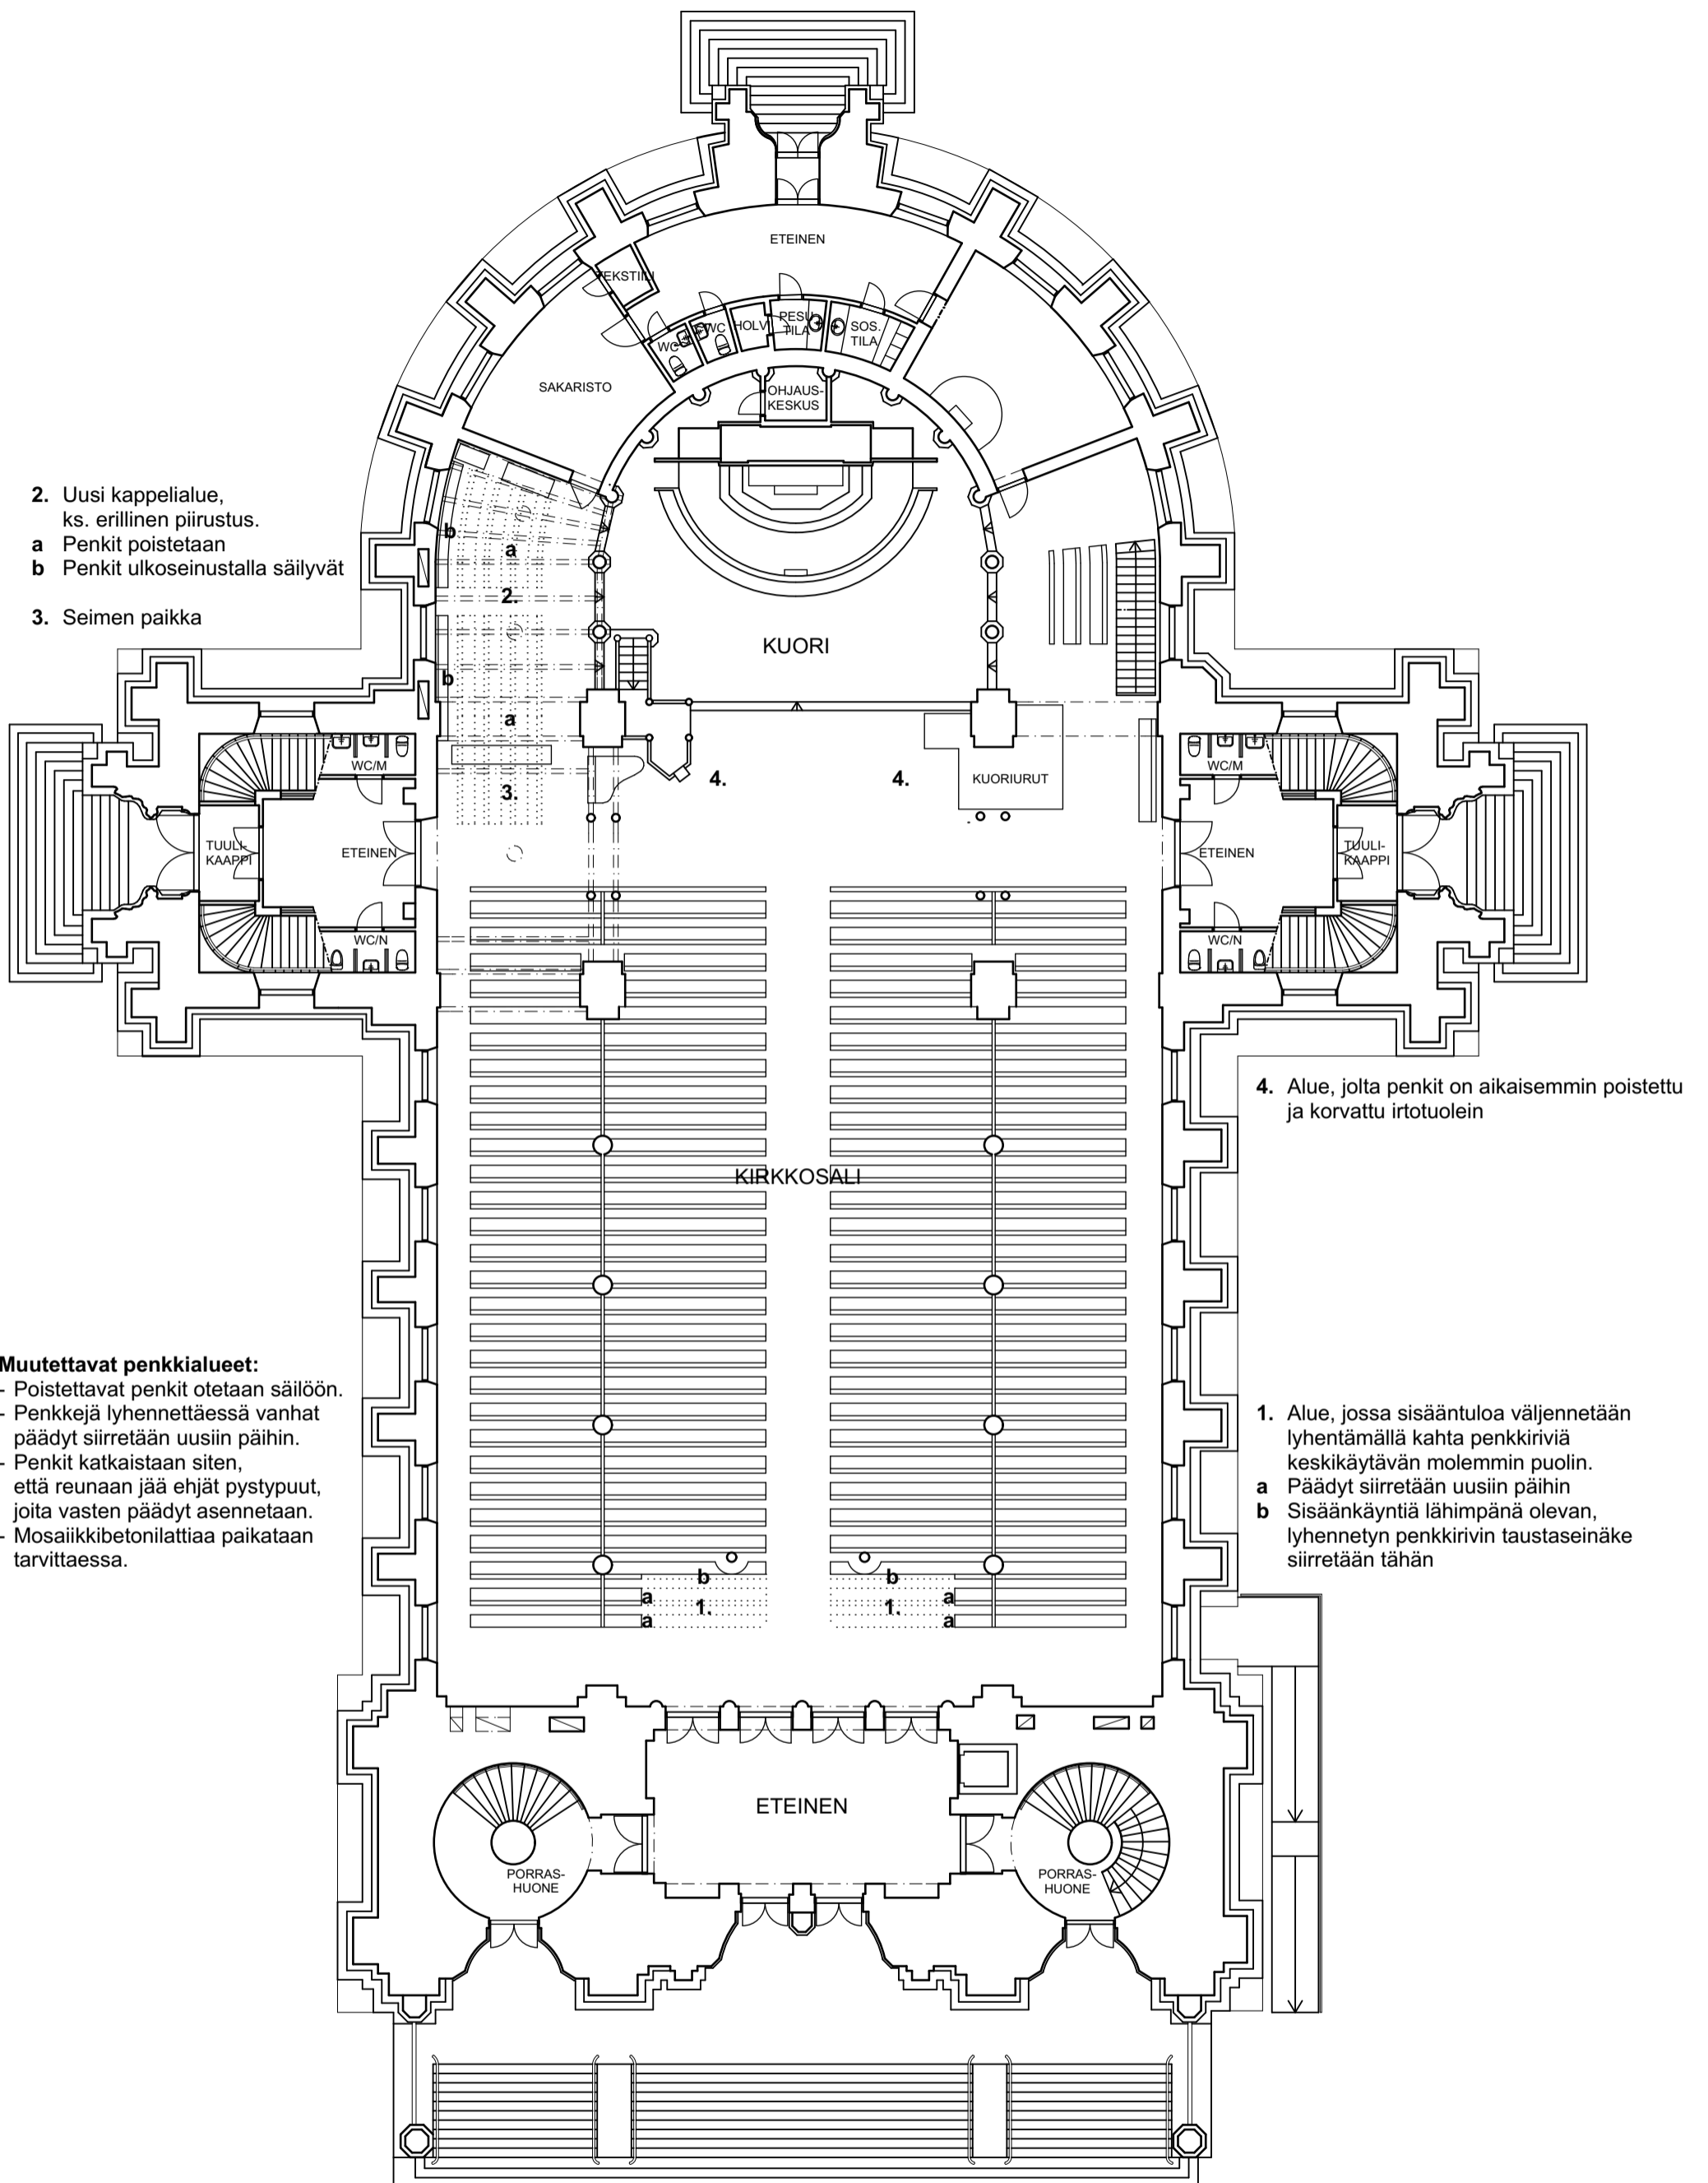 ETEINEN
TEKSTIILI
WC
WC
HOLVI
PESU
TILA
SOS.
TILA
SAKARISTO
OHJAUS-
KESKUS
2. Uusi kappelialue,
ks. erillinen piirustus.
a Penkit poistetaan
b Penkit ulkoseinustalla säilyvät
3. Seimen paikka
b
a
2.
KUORI
b
a
WC/M
3.
4.
4.
KUORIURUT
WC/M
TUULI-
KAAPPI
ETEINEN
ETEINEN
TUULI-
KAAPPI
WC/N
WC/N
4. Alue, jolta penkit on aikaisemmin poistettu
ja korvattu irtotuolein
KIRKKOSALI
Muutettavat penkkialueet:
- Poistettavat penkit otetaan säilöön.
- Penkkejä lyhennettäessä vanhat
päädyt siirretään uusiin päihin.
- Penkit katkaistaan siten,
että reunaan jää ehjät pystypuut,
joita vasten päädyt asennetaan.
- Mosaiikkibetonilattiaa paikataan
tarvittaessa.
1. Alue, jossa sisääntuloa väljennetään
lyhentämällä kahta penkkiriviä
keskikäytävän molemmin puolin.
a Päädyt siirretään uusiin päihin
b Sisäänkäyntiä lähimpänä olevan,
lyhennetyn penkkirivin taustaseinäke
siirretään tähän
b
b
a
a
1.
1.
a
a
ETEINEN
PORRAS-
HUONE
PORRAS-
HUONE